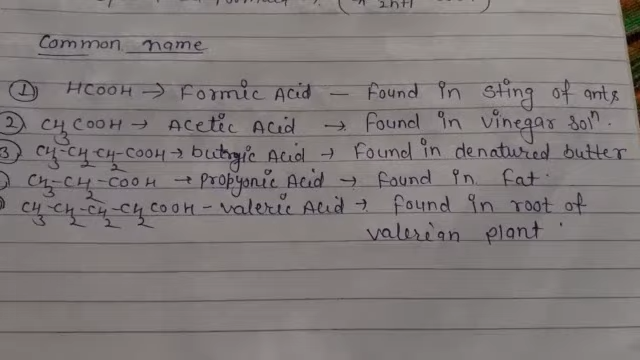 (n 2n+1
Common name
① HCOOH → Formic Acid — Found in sting of ants
② CH3COOH → Acetic Acid → Found in vinegar solⁿ.
3) CH3-CH2-CH2-COOH → butyric Acid → Found in denatured butter
CH3-CH2-COOH → propyonic Acid → Found in Fat.
CH3-CH2-CH2-CH2COOH - valeric Acid → Found in root of
valerian plant.